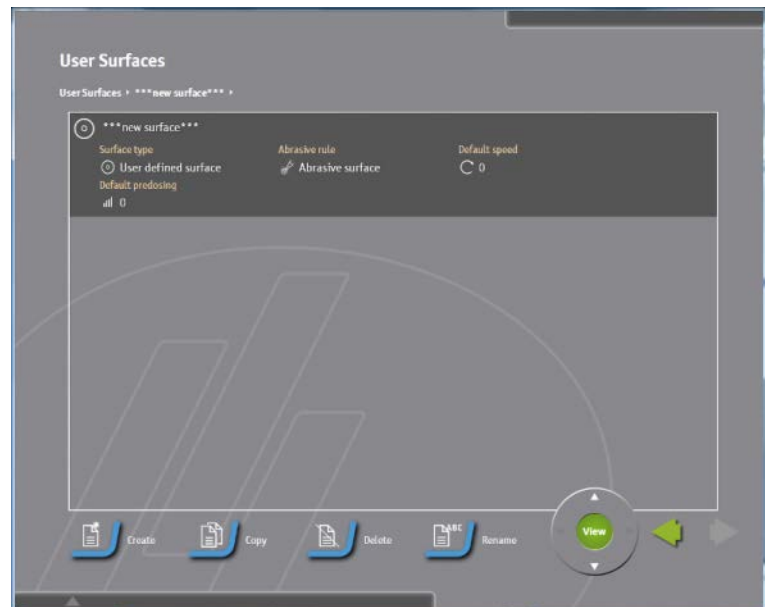 User Surfaces
User Surfaces ▸ ***new surface*** ▸
***new surface***
Surface type Abrasive rule Default speed
User defined surface Abrasive surface 0
Default predosing
0
Create Copy Delete ABC Rename View